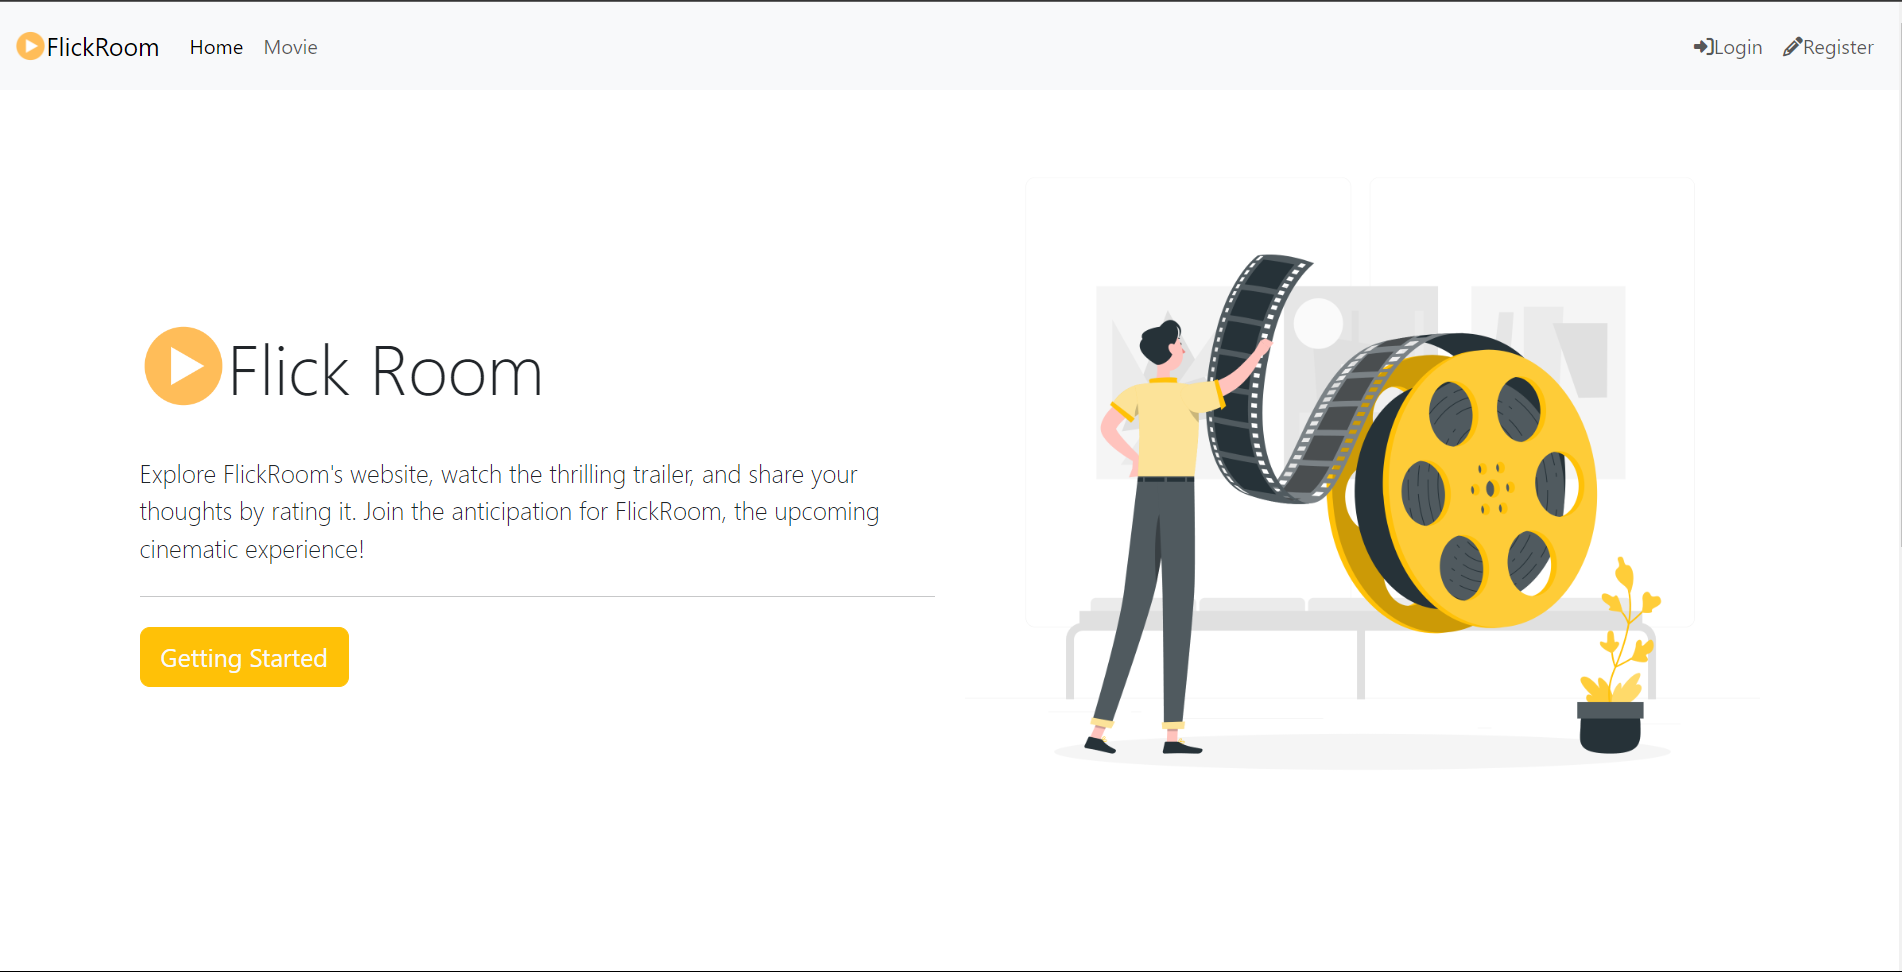 FlickRoom Home Movie Login Register
Flick Room
Explore FlickRoom's website, watch the thrilling trailer, and share your
thoughts by rating it. Join the anticipation for FlickRoom, the upcoming
cinematic experience!
Getting Started